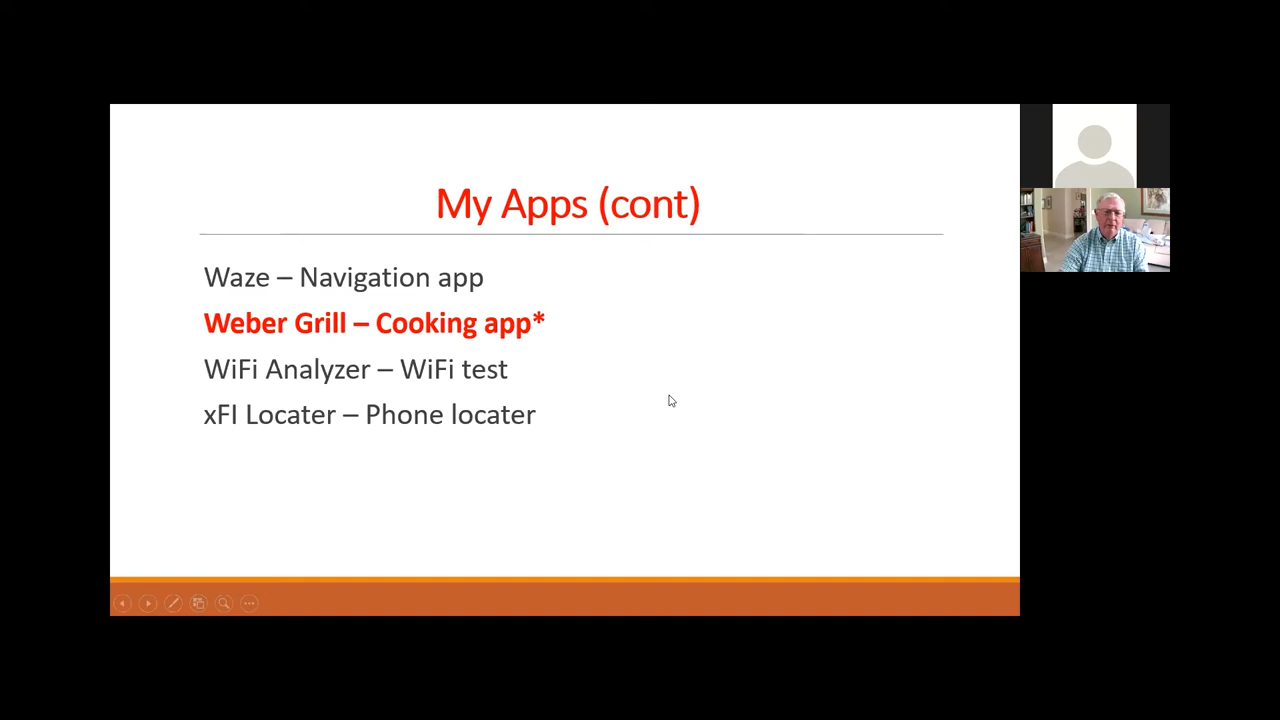 My Apps (cont)
Waze – Navigation app
Weber Grill – Cooking app*
WiFi Analyzer – WiFi test
xFI Locater – Phone locater